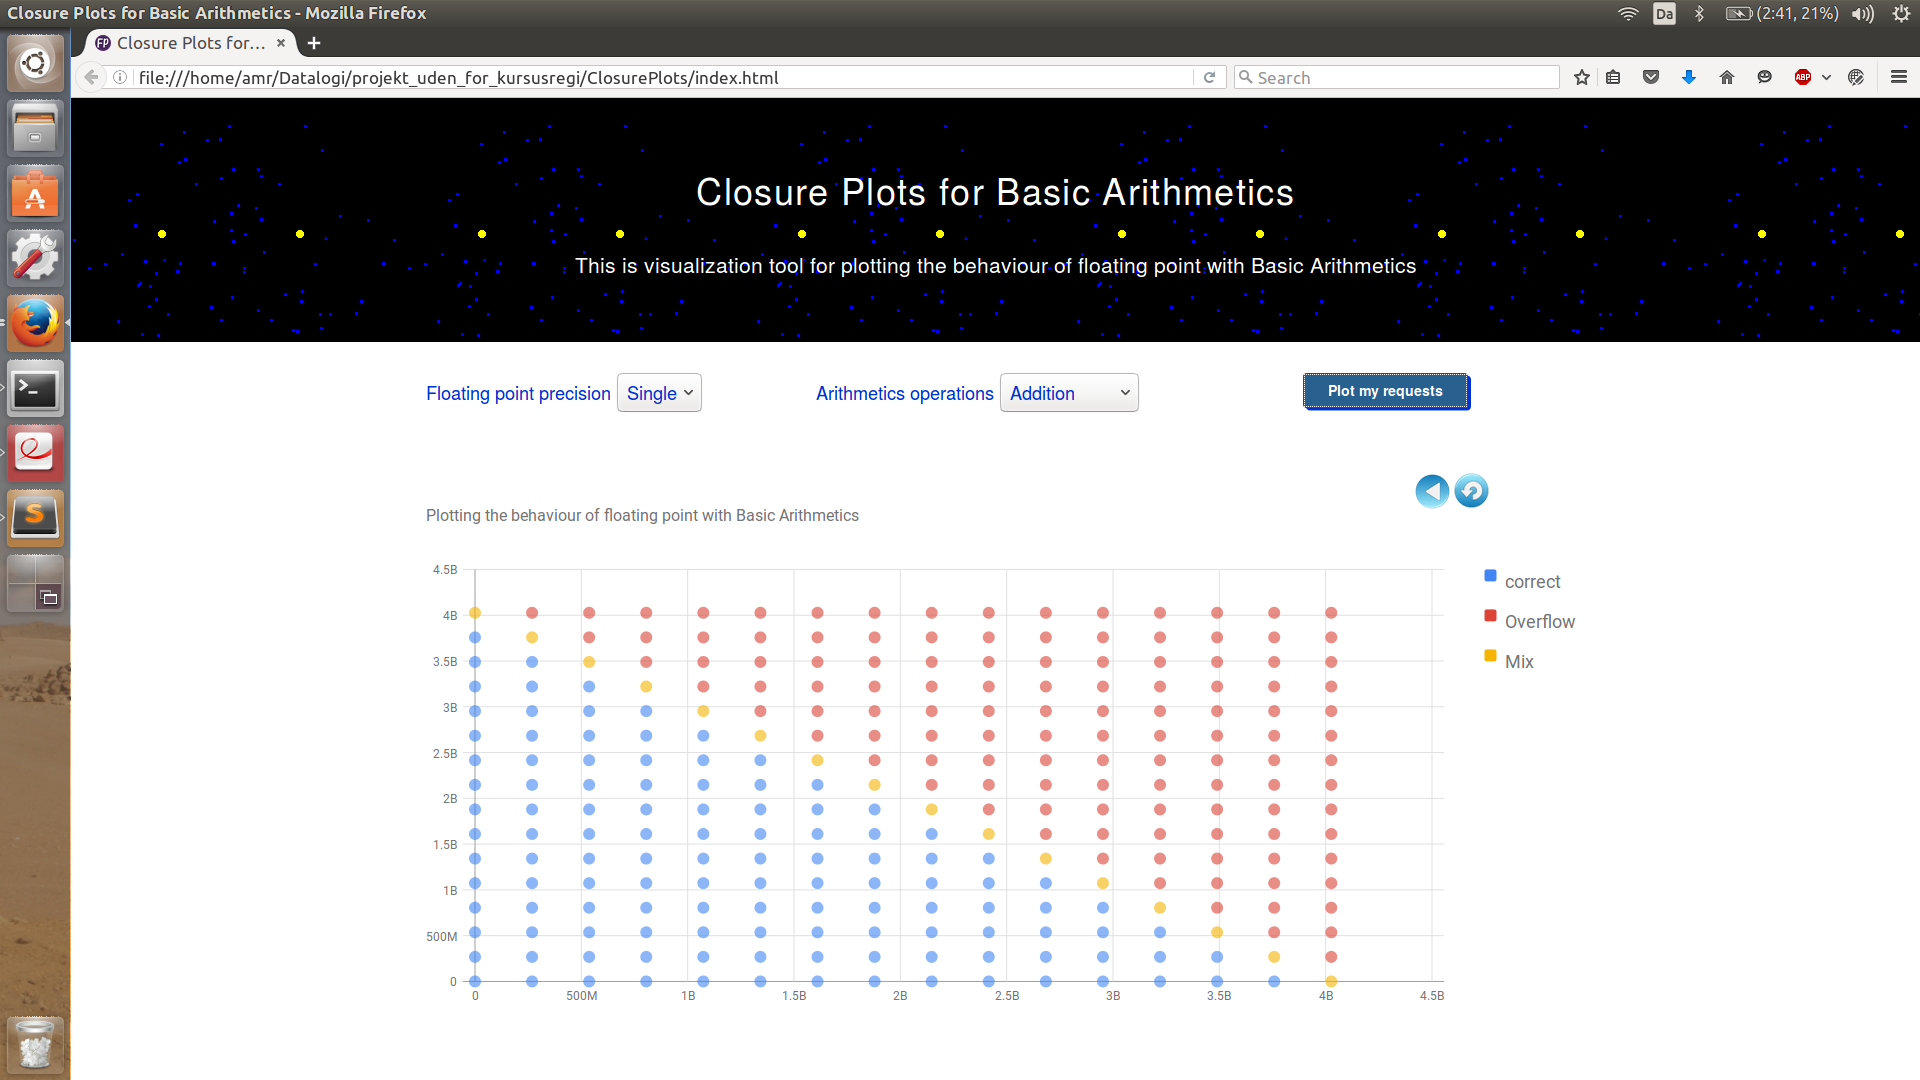 Closure Plots for Basic Arithmetics - Mozilla Firefox
Da
(2:41, 21%)
Closure Plots for...
file:///home/amr/Datalogi/projekt_uden_for_kursusregi/ClosurePlots/index.html
Search
ABP
Closure Plots for Basic Arithmetics
This is visualization tool for plotting the behaviour of floating point with Basic Arithmetics
Floating point precision Single Arithmetics operations Addition Plot my requests
Plotting the behaviour of floating point with Basic Arithmetics
4.5B
4B
3.5B
3B
2.5B
2B
1.5B
1B
500M
0
0 500M 1B 1.5B 2B 2.5B 3B 3.5B 4B 4.5B
correct
Overflow
Mix